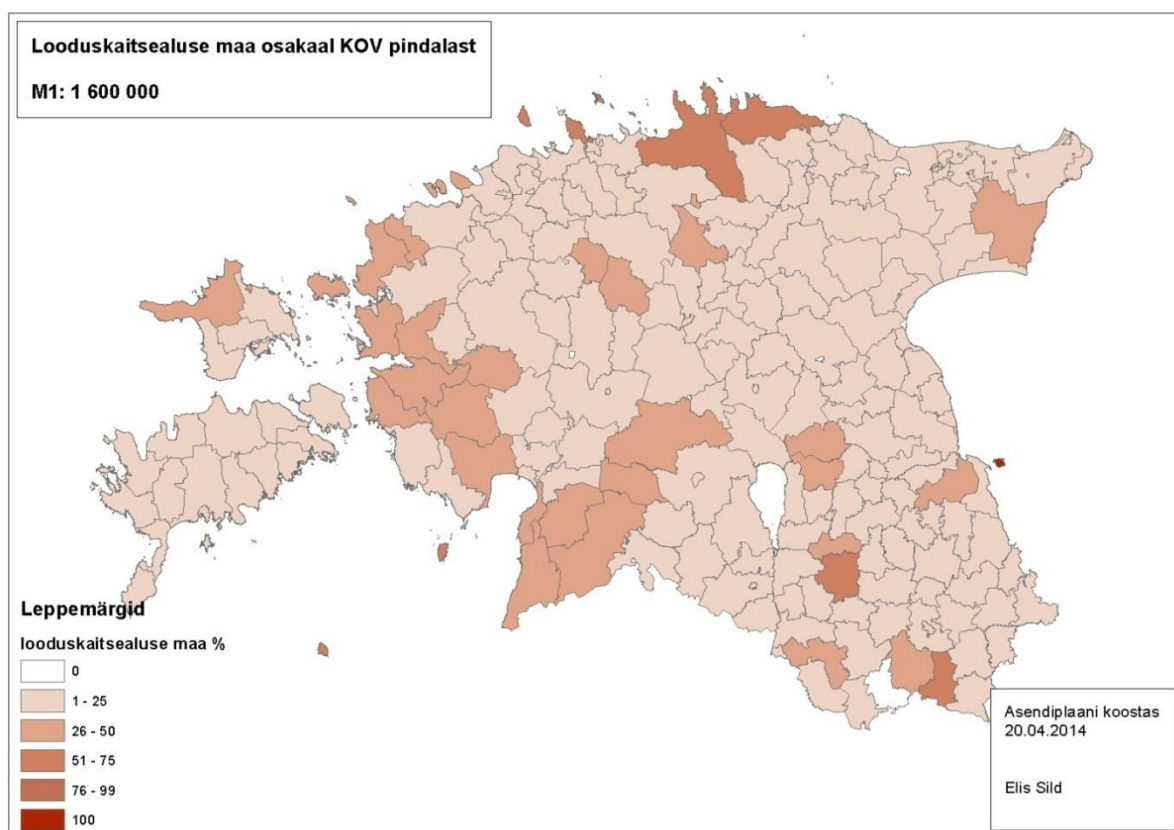 Looduskaitsealuse maa osakaal KOV pindalast
M1: 1 600 000
Leppemärgid
looduskaitsealuse maa %
0
1 - 25
26 - 50
51 - 75
76 - 99
100
Asendiplaani koostas
20.04.2014
Elis Sild